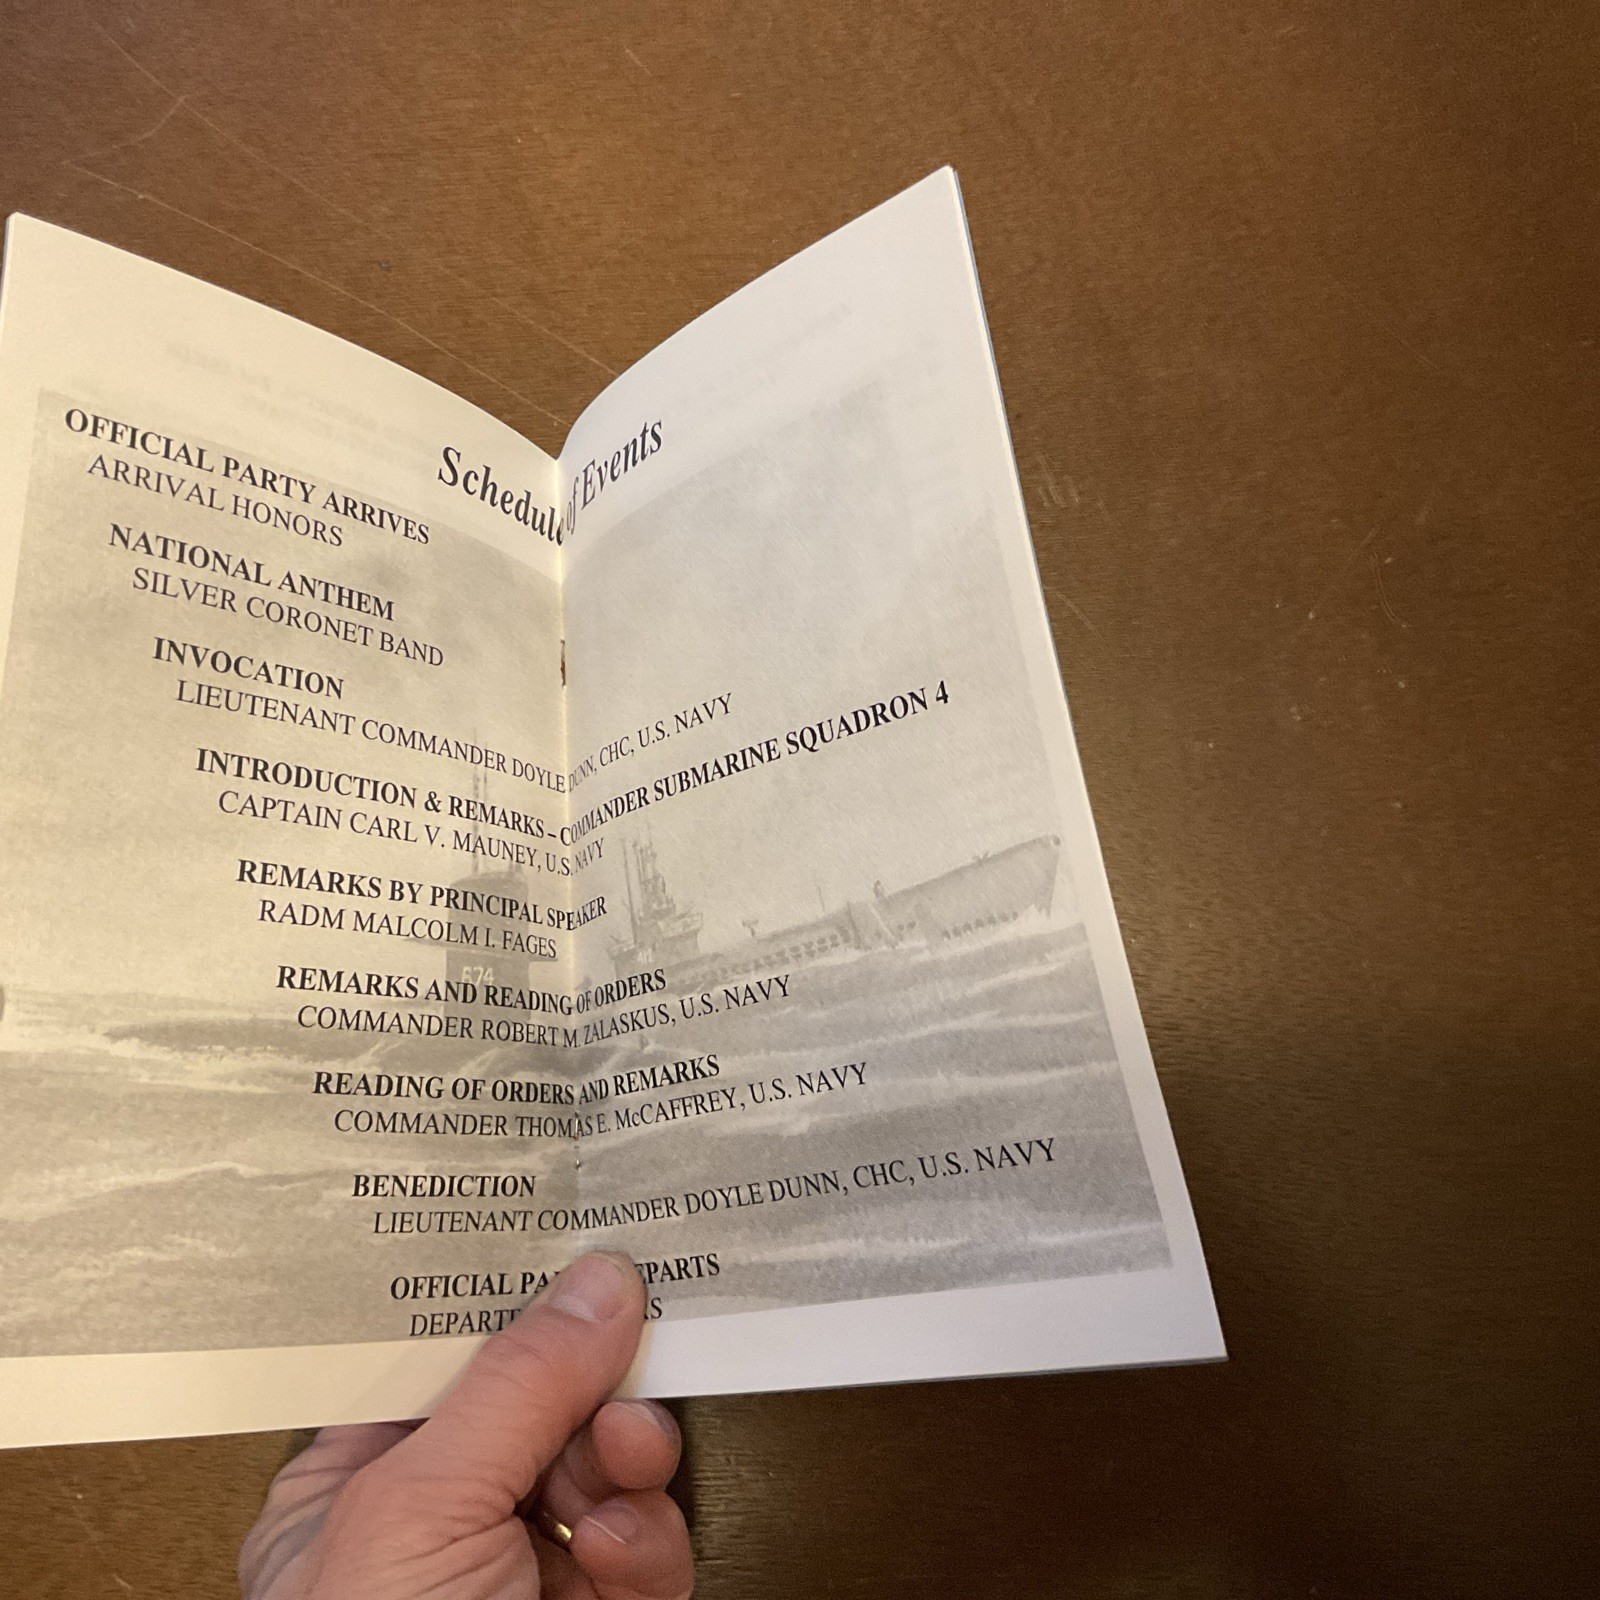 Schedule of Events
OFFICIAL PARTY ARRIVES
ARRIVAL HONORS
NATIONAL ANTHEM
SILVER CORONET BAND
INVOCATION
LIEUTENANT COMMANDER DOYLE DUNN, CHC, U.S. NAVY
INTRODUCTION & REMARKS – COMMANDER SUBMARINE SQUADRON 4
CAPTAIN CARL V. MAUNEY, U.S. NAVY
REMARKS BY PRINCIPAL SPEAKER
RADM MALCOLM I. FAGES
674
REMARKS AND READING OF ORDERS
COMMANDER ROBERT M. ZALASKUS, U.S. NAVY
READING OF ORDERS AND REMARKS
COMMANDER THOMAS E. McCAFFREY, U.S. NAVY
BENEDICTION
LIEUTENANT COMMANDER DOYLE DUNN, CHC, U.S. NAVY
OFFICIAL PA EPARTS
DEPART RS